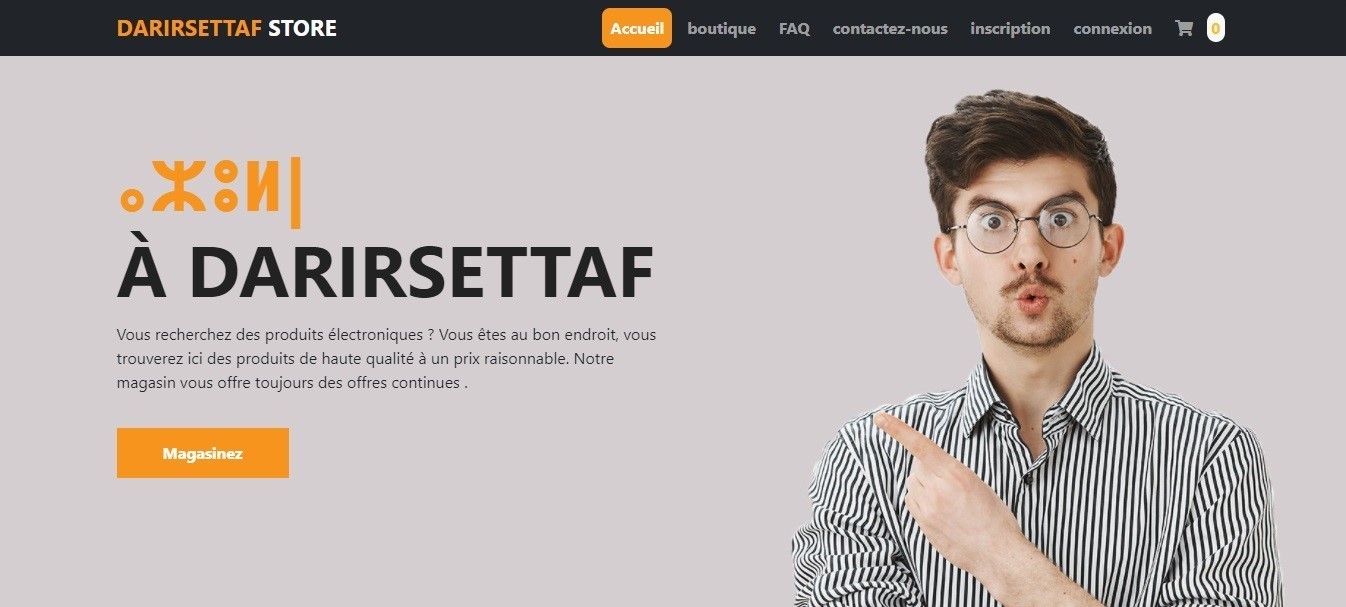 DARIRSETTAF STORE
Accueil boutique FAQ contactez-nous inscription connexion 0
ⴰⵣⵓⵍ|
À DARIRSETTAF
Vous recherchez des produits électroniques ? Vous êtes au bon endroit, vous
trouverez ici des produits de haute qualité à un prix raisonnable. Notre
magasin vous offre toujours des offres continues .
Magasinez